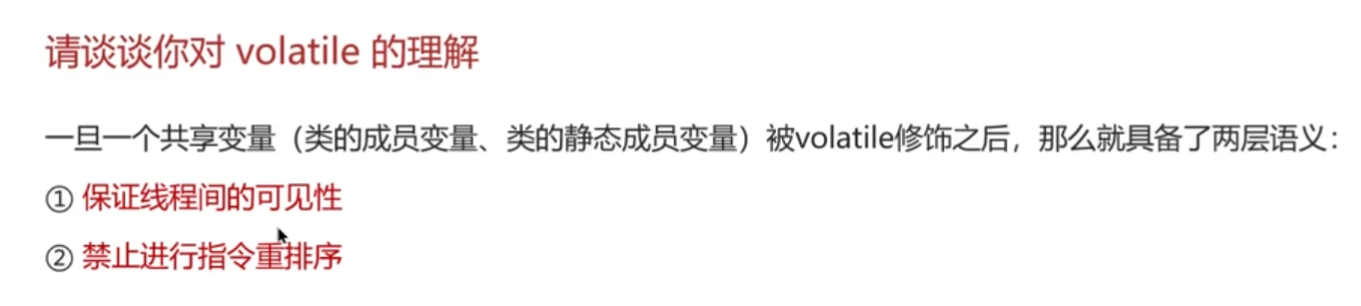 请谈谈你对 volatile 的理解
一旦一个共享变量（类的成员变量、类的静态成员变量）被volatile修饰之后，那么就具备了两层语义：
① 保证线程间的可见性
② 禁止进行指令重排序